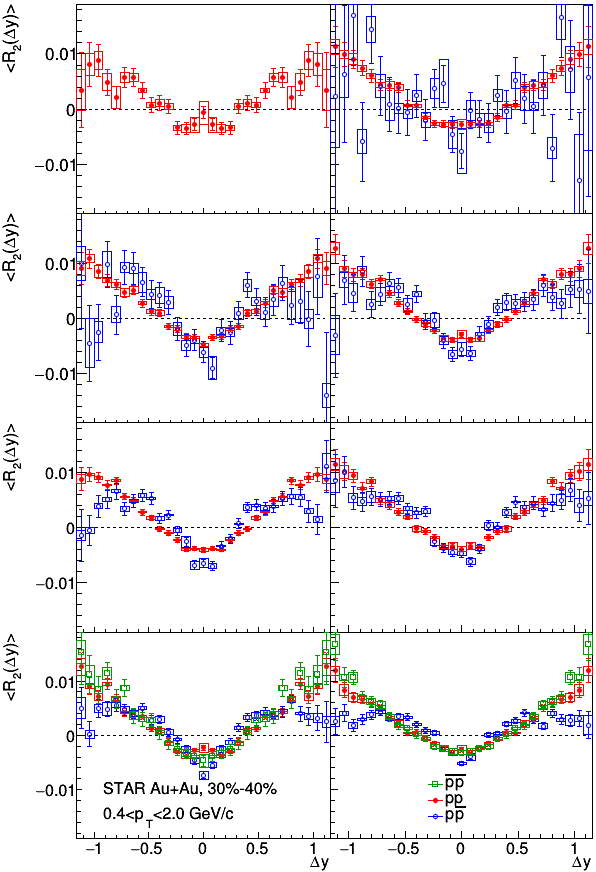 <R₂(Δy)>
0.01
0
−0.01
<R₂(Δy)>
0.01
0
−0.01
<R₂(Δy)>
0.01
0
−0.01
<R₂(Δy)>
0.01
0
−0.01
STAR Au+Au, 30%-40%
0.4<p_T<2.0 GeV/c
p̅p̅
pp
pp̅
−1 −0.5 0 0.5 1
−1 −0.5 0 0.5 1
Δy Δy